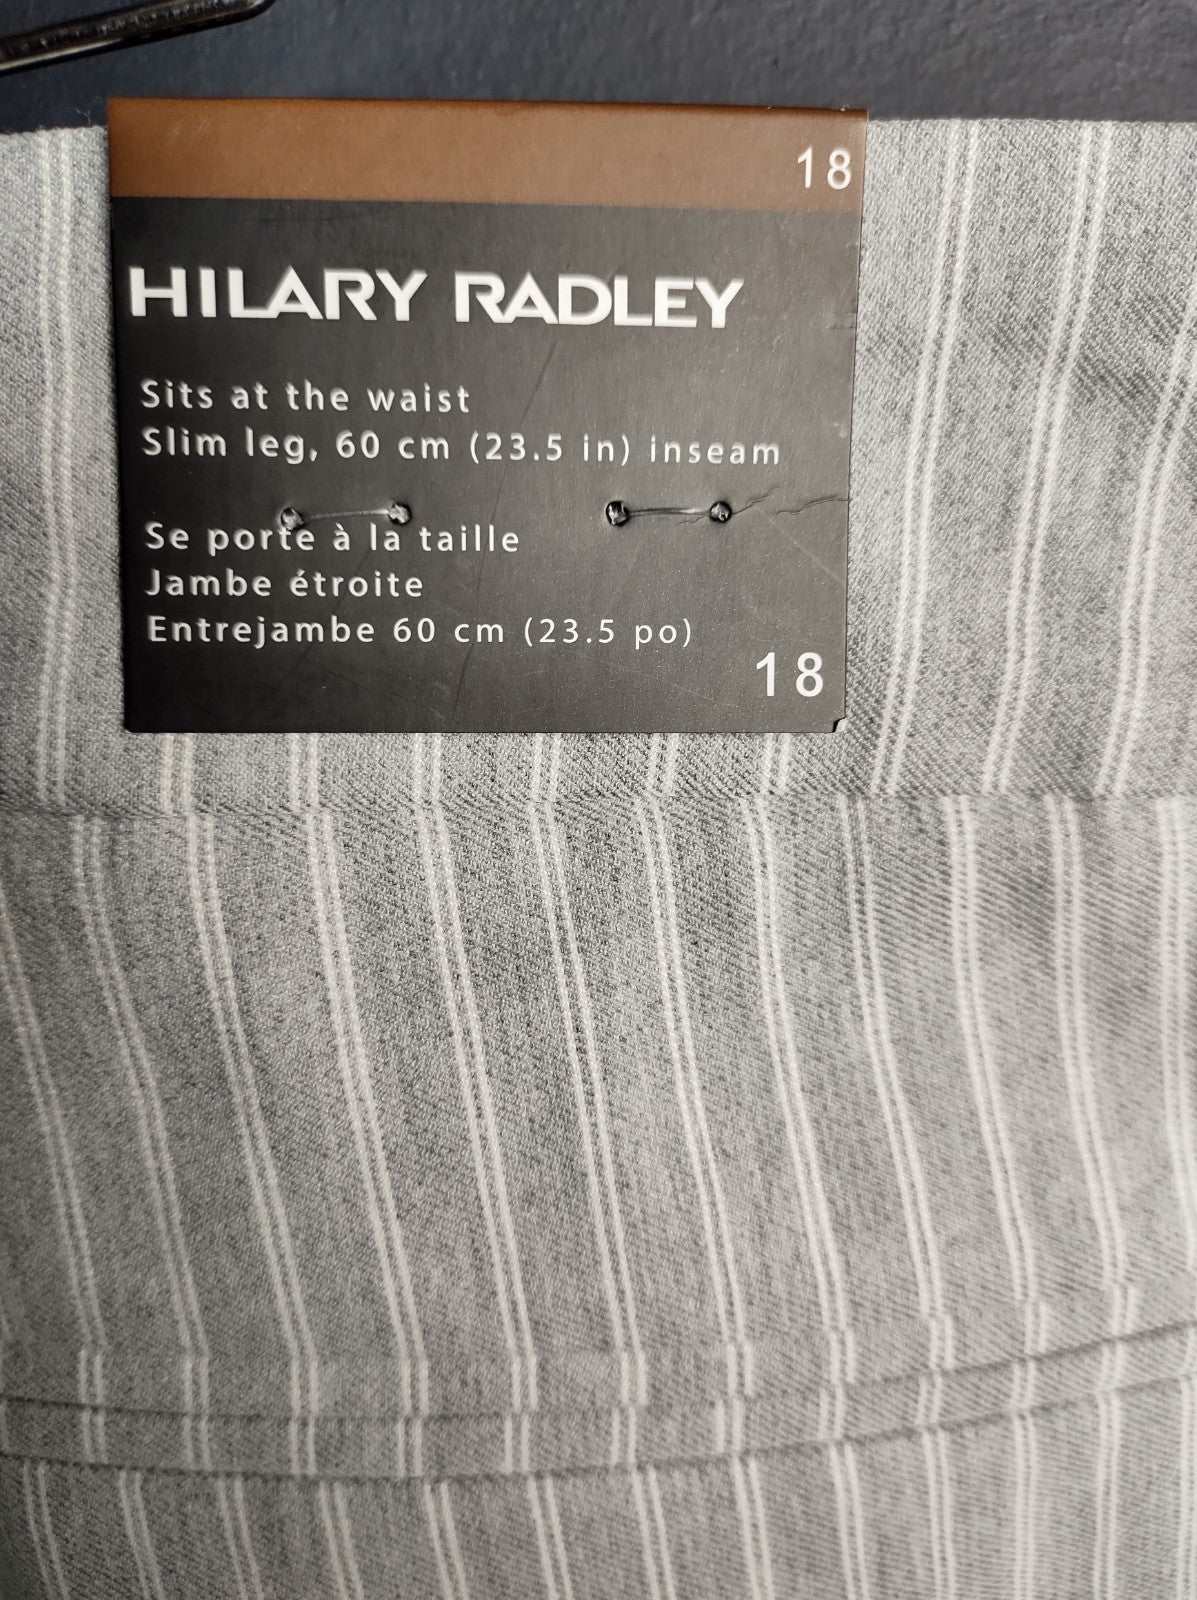 18
HILARY RADLEY
Sits at the waist
Slim leg, 60 cm (23.5 in) inseam
Se porte à la taille
Jambe étroite
Entrejambe 60 cm (23.5 po)
18